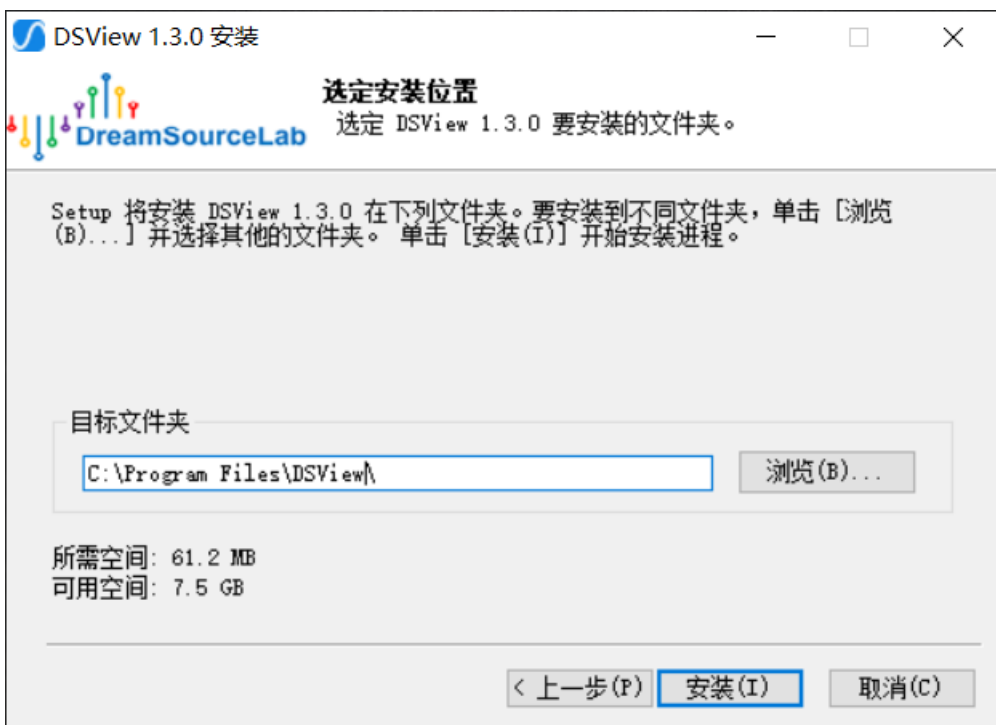 DSView 1.3.0 安装
DreamSourceLab
选定安装位置
选定 DSView 1.3.0 要安装的文件夹。
Setup 将安装 DSView 1.3.0 在下列文件夹。要安装到不同文件夹，单击 [浏览
(B)...] 并选择其他的文件夹。 单击 [安装(I)] 开始安装进程。
目标文件夹
C:\Program Files\DSView\
浏览(B)...
所需空间: 61.2 MB
可用空间: 7.5 GB
< 上一步(P)
安装(I)
取消(C)